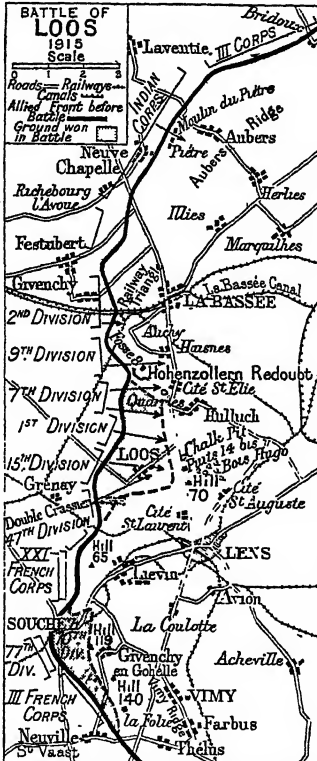 BATTLE OF
LOOS
1915
Scale
0 1 2 3
Roads Railways
Canals
Allied Front before
Battle
Ground won
in Battle
Bridoux
III CORPS
Laventie
INDIAN
CORPS
Moulin du Piètre
Aubers
Ridge
Aubers
Piètre
Neuve
Chapelle
Herlies
Richebourg
l'Avoué
Illies
Marquilhes
Festubert
Givenchy
Railway
Triangle
La Bassée Canal
LA BASSÉE
2ND DIVISION
Auchy
Haisnes
9TH DIVISION
Fosse 8
Hohenzollern Redoubt
7TH DIVISION
Cité St Elie
Quarries
Hulluch
1ST DIVISION
Chalk Pit
Puits 14 bis
Bois Hugo
15TH DIVISION
LOOS
Hill
70
Grenay
Cité
St Auguste
Double Crassier
47TH DIVISION
Cité
St Laurent
LENS
XXI
FRENCH
CORPS
Hill
65
Liévin
Avion
SOUCHEZ
La Coulotte
77TH
DIV.
70TH
DIV.
Hill
119
Givenchy
en Gohelle
Acheville
III FRENCH
CORPS
Hill
140
Vimy Ridge
VIMY
la Folie
Farbus
Neuville
St Vaast
Thélus